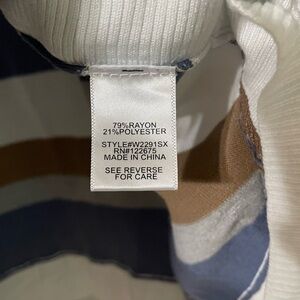 79%RAYON
21%POLYESTER
STYLE#W2291SX
RN#122675
MADE IN CHINA
SEE REVERSE
FOR CARE